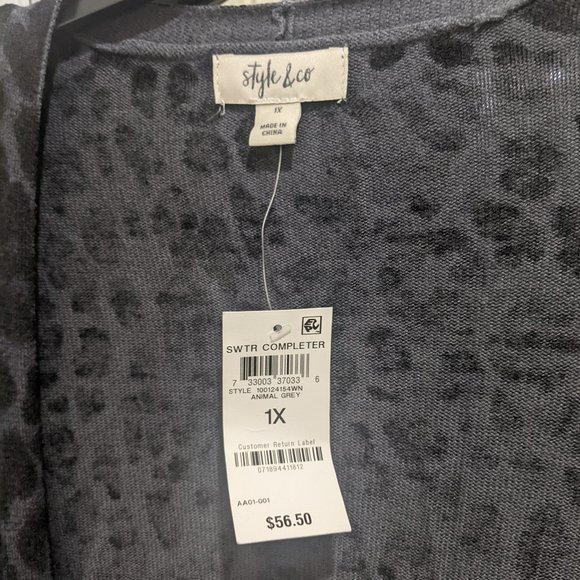 style & co
1X
MADE IN
CHINA
SWTR COMPLETER
7 33003 37033 6
STYLE 100124154WN
ANIMAL GREY
1X
Customer Return Label
071894411812
AA01-001
$56.50